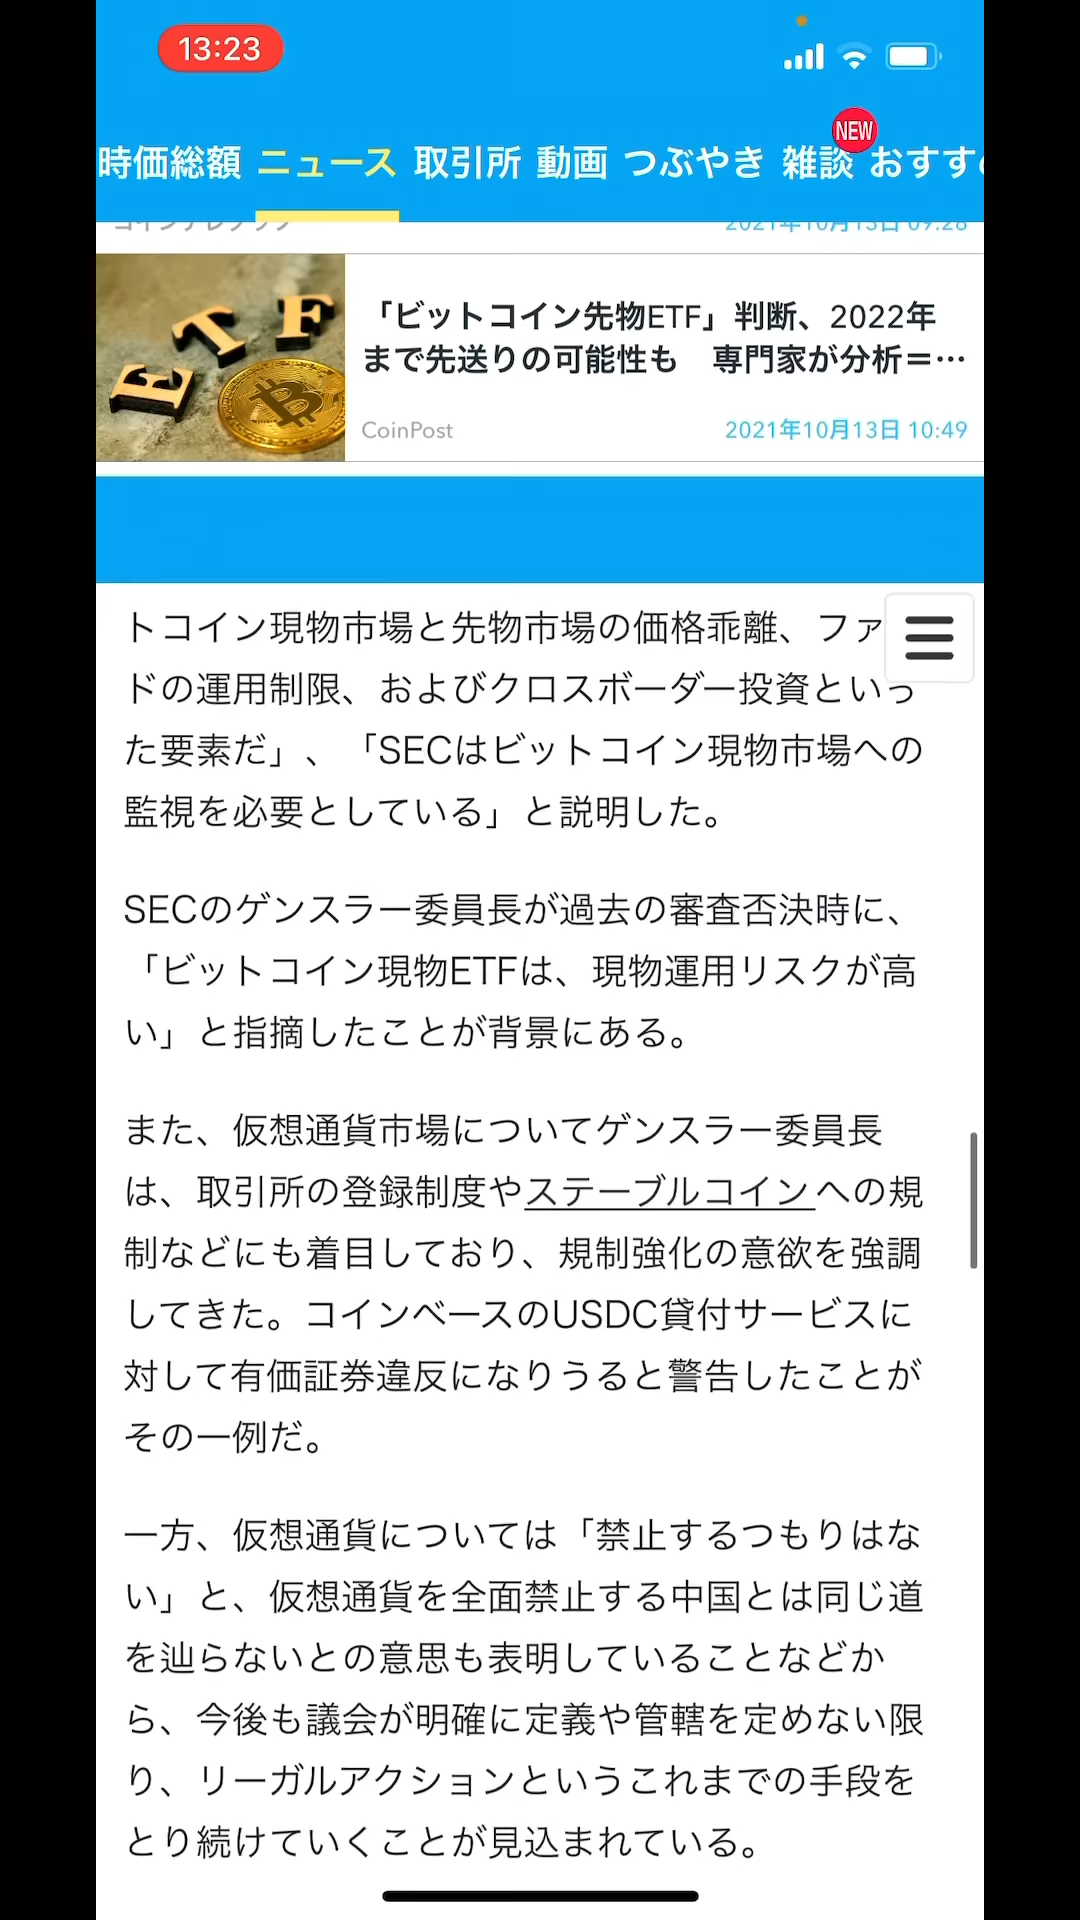 13:23
NEW
時価総額 ニュース 取引所 動画 つぶやき 雑談 おすす
2021年10月13日 09:28
E T F
「ビットコイン先物ETF」判断、2022年
まで先送りの可能性も 専門家が分析＝…
CoinPost 2021年10月13日 10:49
トコイン現物市場と先物市場の価格乖離、ファ
ドの運用制限、およびクロスボーダー投資といっ
た要素だ」、「SECはビットコイン現物市場への
監視を必要としている」と説明した。
SECのゲンスラー委員長が過去の審査否決時に、
「ビットコイン現物ETFは、現物運用リスクが高
い」と指摘したことが背景にある。
また、仮想通貨市場についてゲンスラー委員長
は、取引所の登録制度やステーブルコインへの規
制などにも着目しており、規制強化の意欲を強調
してきた。コインベースのUSDC貸付サービスに
対して有価証券違反になりうると警告したことが
その一例だ。
一方、仮想通貨については「禁止するつもりはな
い」と、仮想通貨を全面禁止する中国とは同じ道
を辿らないとの意思も表明していることなどか
ら、今後も議会が明確に定義や管轄を定めない限
り、リーガルアクションというこれまでの手段を
とり続けていくことが見込まれている。